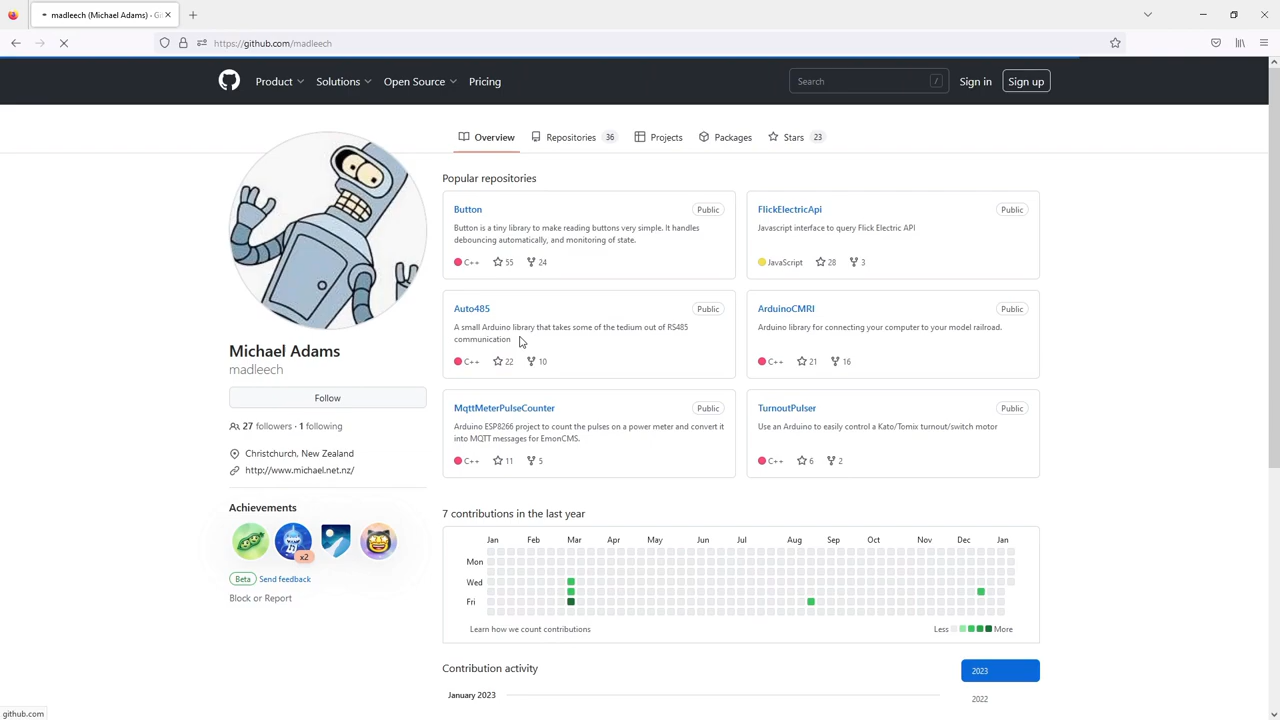 madleech (Michael Adams) · Gi
https://github.com/madleech
Product
Solutions
Open Source
Pricing
Search
/
Sign in
Sign up
Overview
Repositories 36
Projects
Packages
Stars 23
Popular repositories
Button
Public
Button is a tiny library to make reading buttons very simple. It handles
debouncing automatically, and monitoring of state.
C++ 55 24
FlickElectricApi
Public
Javascript interface to query Flick Electric API
JavaScript 28 3
Auto485
Public
A small Arduino library that takes some of the tedium out of RS485
communication
C++ 22 10
ArduinoCMRI
Public
Arduino library for connecting your computer to your model railroad.
C++ 21 16
MqttMeterPulseCounter
Public
Arduino ESP8266 project to count the pulses on a power meter and convert it
into MQTT messages for EmonCMS.
C++ 11 5
TurnoutPulser
Public
Use an Arduino to easily control a Kato/Tomix turnout/switch motor
C++ 6 2
Michael Adams
madleech
Follow
27 followers · 1 following
Christchurch, New Zealand
http://www.michael.net.nz/
Achievements
x2
Beta Send feedback
Block or Report
7 contributions in the last year
Jan Feb Mar Apr May Jun Jul Aug Sep Oct Nov Dec Jan
Mon
Wed
Fri
Learn how we count contributions
Less More
Contribution activity
2023
January 2023
2022
github.com